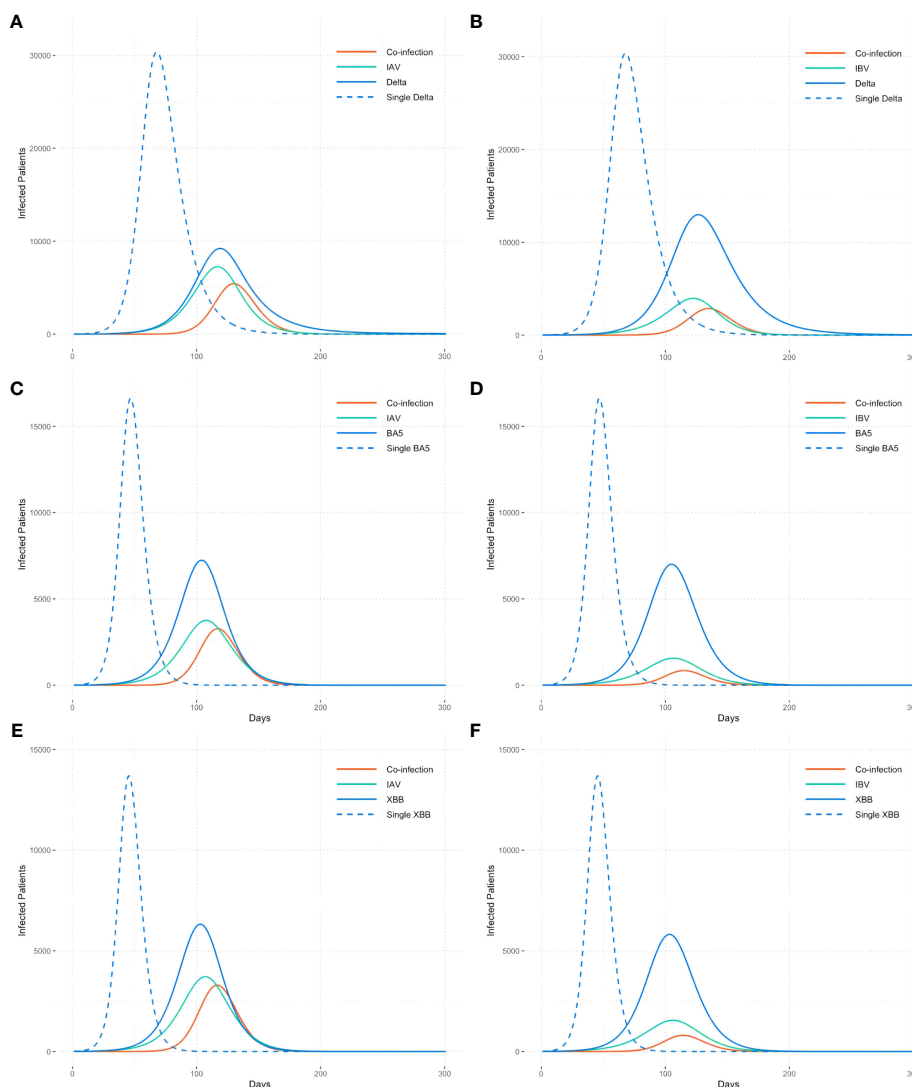 A
30000
20000
10000
0
Infected Patients
0
100
200
300
Co-infection
IAV
Delta
Single Delta
B
30000
20000
10000
0
Infected Patients
0
100
200
300
Co-infection
IBV
Delta
Single Delta
C
15000
10000
5000
0
Infected Patients
0
100
200
300
Days
Co-infection
IAV
BA5
Single BA5
D
15000
10000
5000
0
Infected Patients
0
100
200
300
Days
Co-infection
IBV
BA5
Single BA5
E
15000
10000
5000
0
Infected Patients
0
100
200
300
Co-infection
IAV
XBB
Single XBB
F
15000
10000
5000
0
Infected Patients
0
100
200
300
Co-infection
IBV
XBB
Single XBB